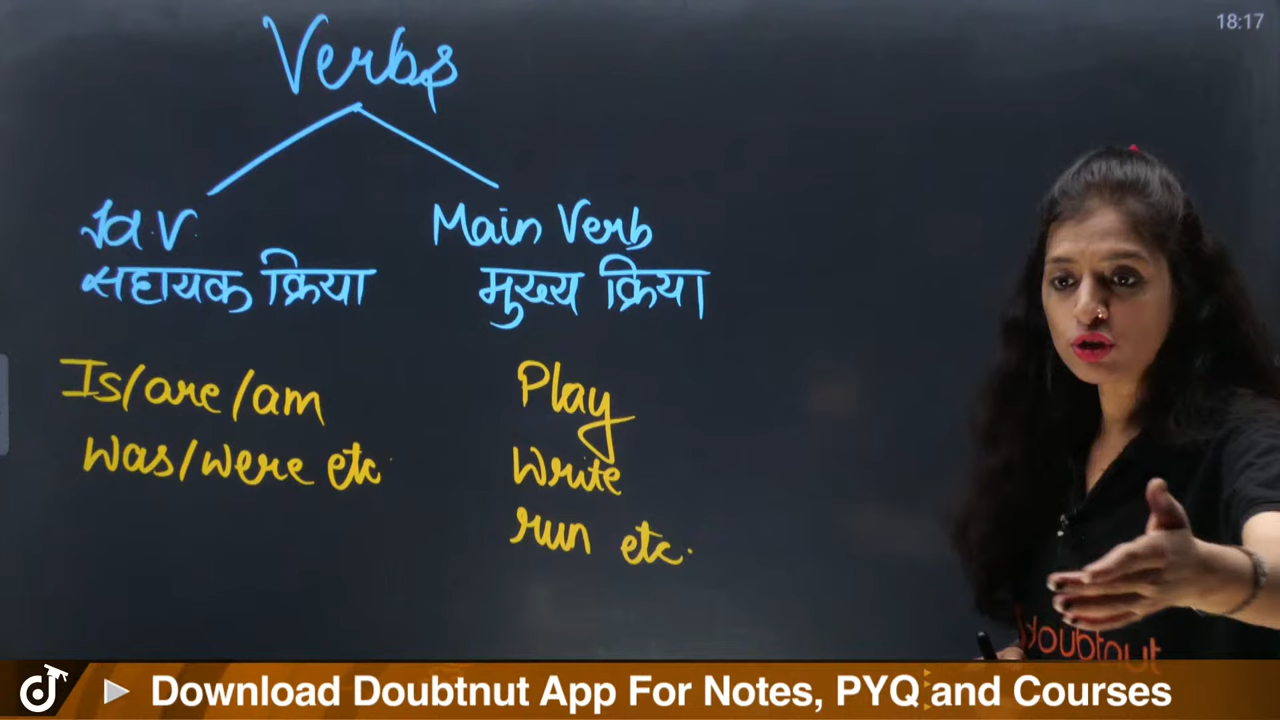 18:17
Verbs
H.V. Main Verb
सहायक क्रिया मुख्य क्रिया
Is/are/am Play
was/were etc. Write
run etc.
doubtnut
Download Doubtnut App For Notes, PYQ and Courses